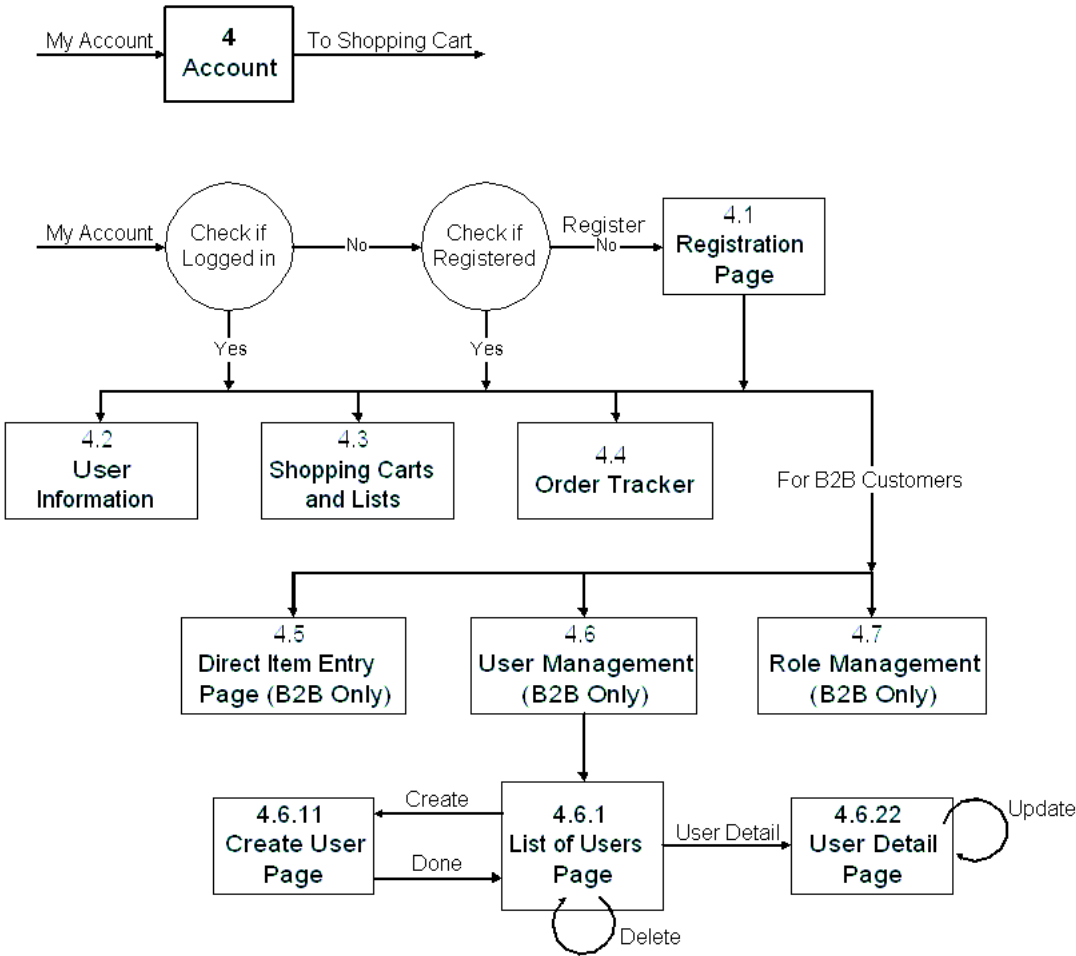 My Account
4
Account
To Shopping Cart
My Account
Check if
Logged in
No
Check if
Registered
Register
No
4.1
Registration
Page
Yes
Yes
4.2
User
Information
4.3
Shopping Carts
and Lists
4.4
Order Tracker
For B2B Customers
4.5
Direct Item Entry
Page (B2B Only)
4.6
User Management
(B2B Only)
4.7
Role Management
(B2B Only)
4.6.11
Create User
Page
Create
Done
4.6.1
List of Users
Page
User Detail
4.6.22
User Detail
Page
Update
Delete